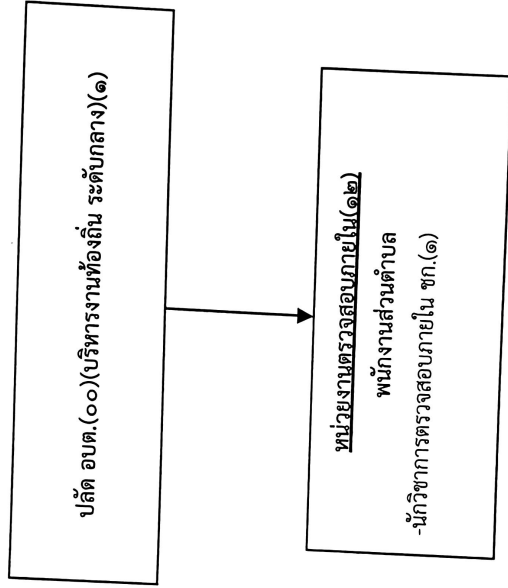 ปลัด อบต.(๐๐)(บริหารงานท้องถิ่น ระดับกลาง)(๑)
หน่วยงานตรวจสอบภายใน(๑๒)
พนักงานส่วนตำบล
-นักวิชาการตรวจสอบภายใน ชก.(๑)